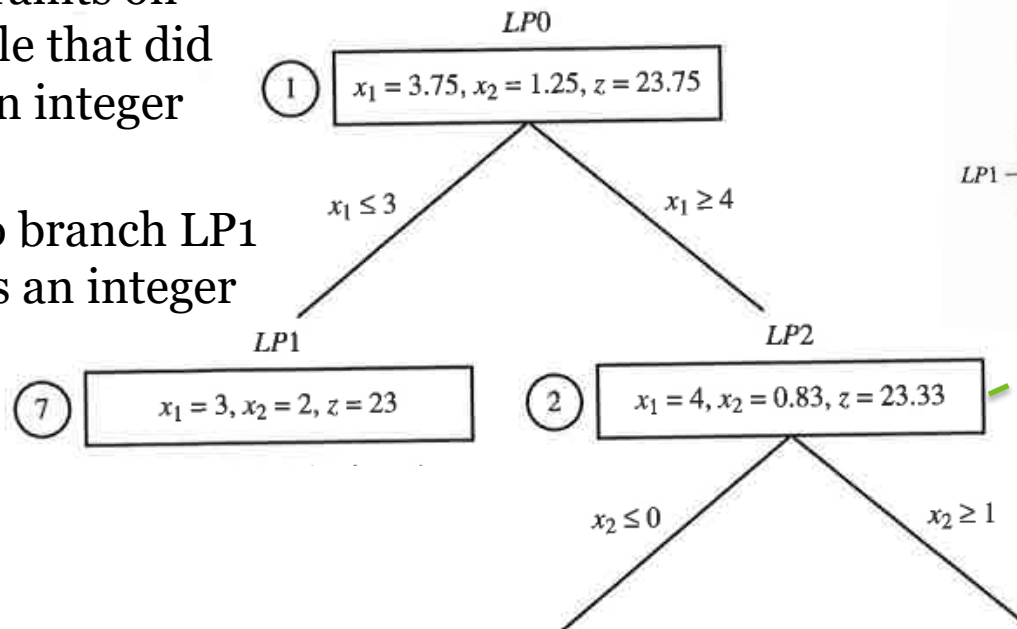 le that did
n integer
branch LP1
s an integer
LP0
1
x₁ = 3.75, x₂ = 1.25, z = 23.75
x₁ ≤ 3
x₁ ≥ 4
LP1
7
x₁ = 3, x₂ = 2, z = 23
LP2
2
x₁ = 4, x₂ = 0.83, z = 23.33
x₂ ≤ 0
x₂ ≥ 1
LP1 –